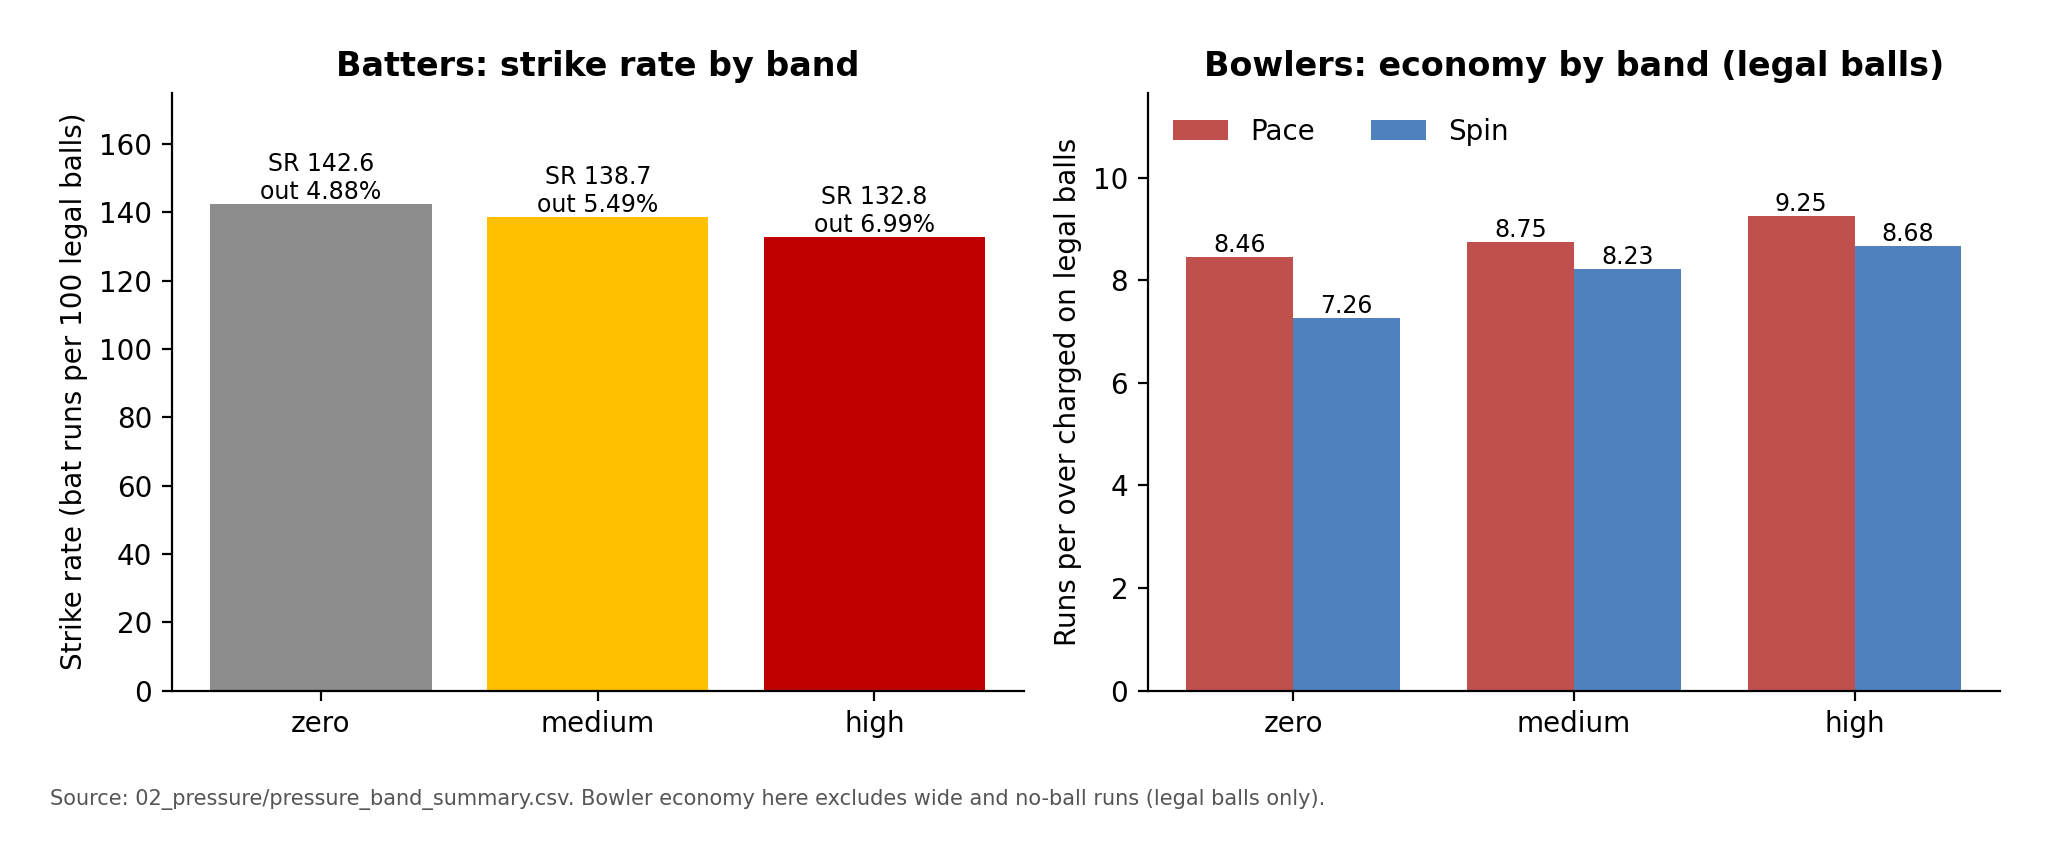 Batters: strike rate by band
Strike rate (bat runs per 100 legal balls)
160
140
120
100
80
60
40
20
0
SR 142.6
out 4.88%
SR 138.7
out 5.49%
SR 132.8
out 6.99%
zero
medium
high
Bowlers: economy by band (legal balls)
Runs per over charged on legal balls
Pace
Spin
10
8
6
4
2
0
8.46
7.26
8.75
8.23
9.25
8.68
zero
medium
high
Source: 02_pressure/pressure_band_summary.csv. Bowler economy here excludes wide and no-ball runs (legal balls only).